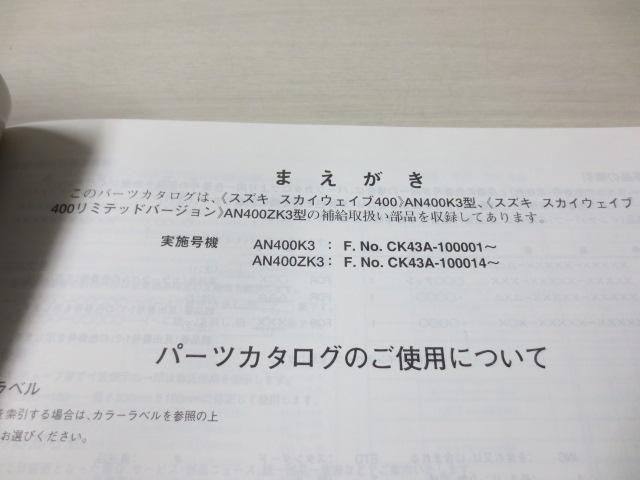 まえがき
このパーツカタログは、《スズキ スカイウェイブ400》AN400K3型、《スズキ スカイウェイブ
400リミテッドバージョン》AN400ZK3型の補給取扱い部品を収録してあります。
実施号機 AN400K3 : F. No. CK43A-100001～
AN400ZK3 : F. No. CK43A-100014～
パーツカタログのご使用について
ラベル
を索引する場合は、カラーラベルを参照の上
お選びください。